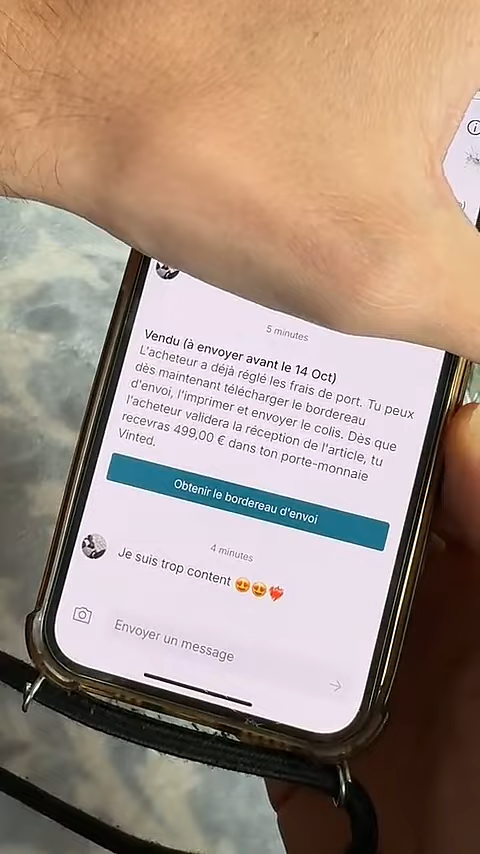 5 minutes
Vendu (à envoyer avant le 14 Oct)
L'acheteur a déjà réglé les frais de port. Tu peux
dès maintenant télécharger le bordereau
d'envoi, l'imprimer et envoyer le colis. Dès que
l'acheteur validera la réception de l'article, tu
recevras 499,00 € dans ton porte-monnaie
Vinted.
Obtenir le bordereau d'envoi
4 minutes
Je suis trop content 😍😍❤️‍🔥
Envoyer un message